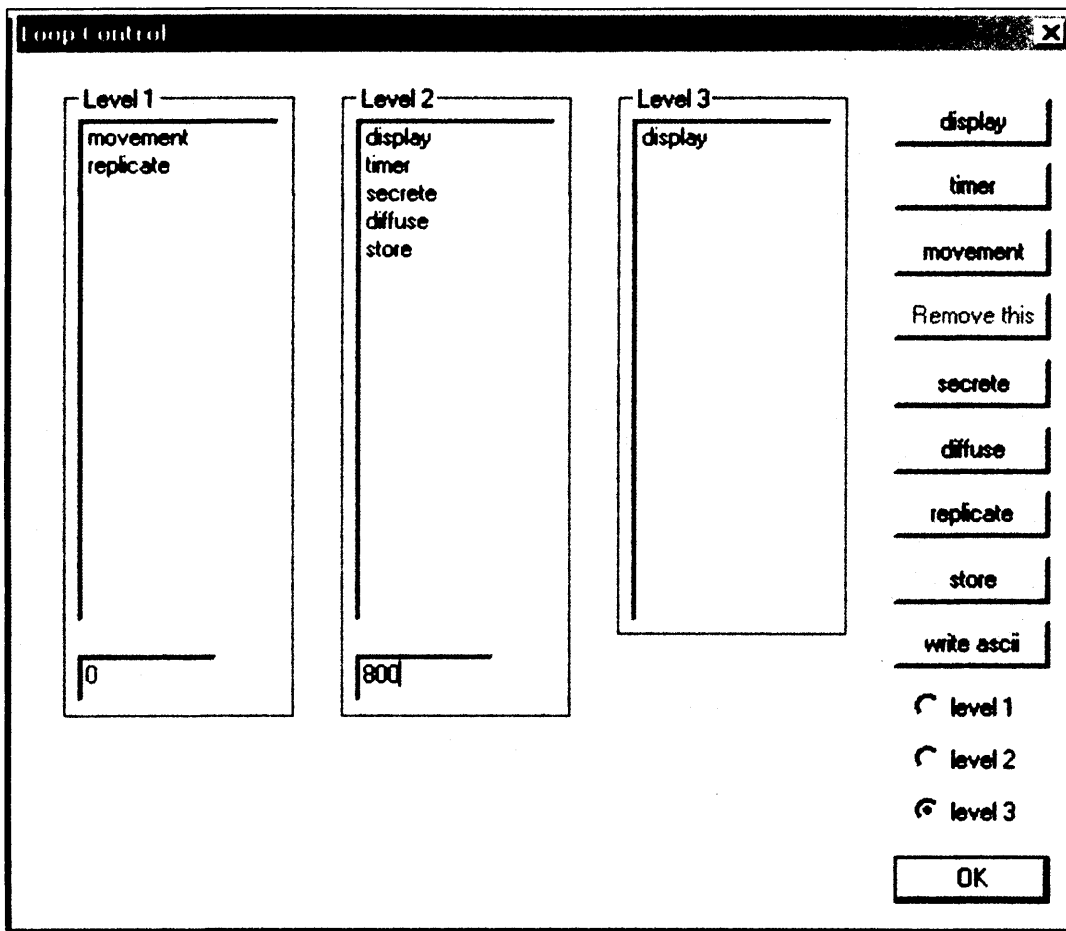 Loop Control
Level 1
movement
replicate
0
Level 2
display
timer
secrete
diffuse
store
800
Level 3
display
display
timer
movement
Remove this
secrete
diffuse
replicate
store
write ascii
level 1
level 2
level 3
OK